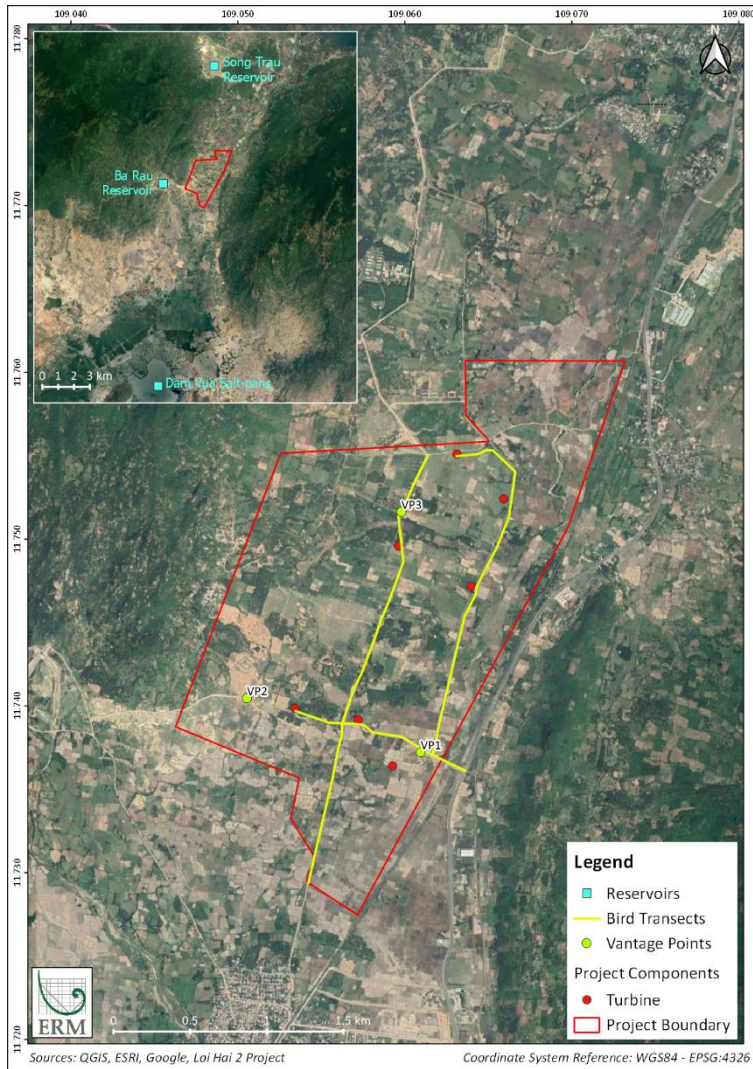 109.040
109.050
109.060
109.070
109.080
11.780
11.770
11.760
11.750
11.740
11.730
11.720
Song Trau
Reservoir
Ba Rau
Reservoir
Dam Vua Salt-pans
0 1 2 3 km
VP3
VP2
VP1
Legend
Reservoirs
Bird Transects
Vantage Points
Project Components
Turbine
Project Boundary
ERM
0 0.5 1 1.5 km
Sources: QGIS, ESRI, Google, Loi Hai 2 Project
Coordinate System Reference: WGS84 - EPSG:4326